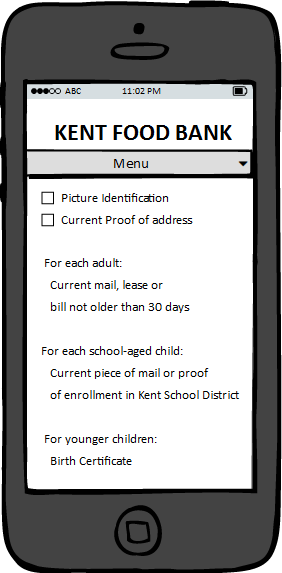 ABC 11:02 PM
KENT FOOD BANK
Menu
Picture Identification
Current Proof of address
For each adult:
Current mail, lease or
bill not older than 30 days
For each school-aged child:
Current piece of mail or proof
of enrollment in Kent School District
For younger children:
Birth Certificate